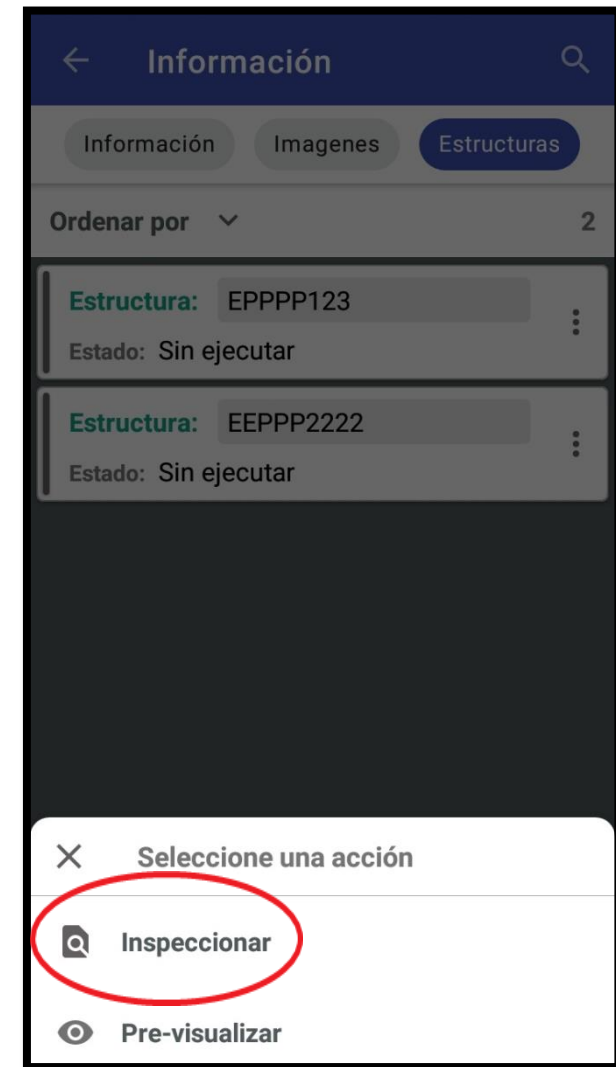 Información
Información Imagenes Estructuras
Ordenar por 2
Estructura: EPPPP123
Estado: Sin ejecutar
Estructura: EEPPP2222
Estado: Sin ejecutar
Seleccione una acción
Inspeccionar
Pre-visualizar